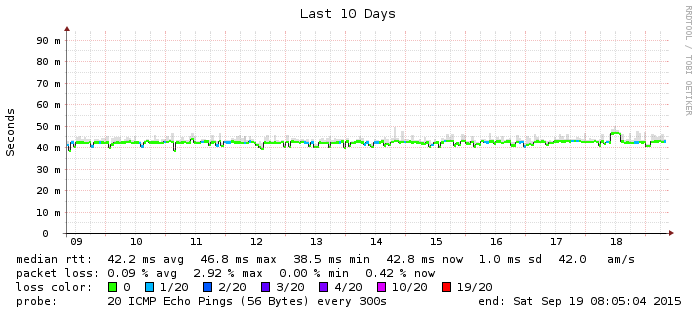 Last 10 Days
RRDTOOL / TOBI OETIKER
Seconds
90 m
80 m
70 m
60 m
50 m
40 m
30 m
20 m
10 m
0
09 10 11 12 13 14 15 16 17 18
median rtt: 42.2 ms avg 46.8 ms max 38.5 ms min 42.8 ms now 1.0 ms sd 42.0 am/s
packet loss: 0.09 % avg 2.92 % max 0.00 % min 0.42 % now
loss color: 0 1/20 2/20 3/20 4/20 10/20 19/20
probe: 20 ICMP Echo Pings (56 Bytes) every 300s end: Sat Sep 19 08:05:04 2015